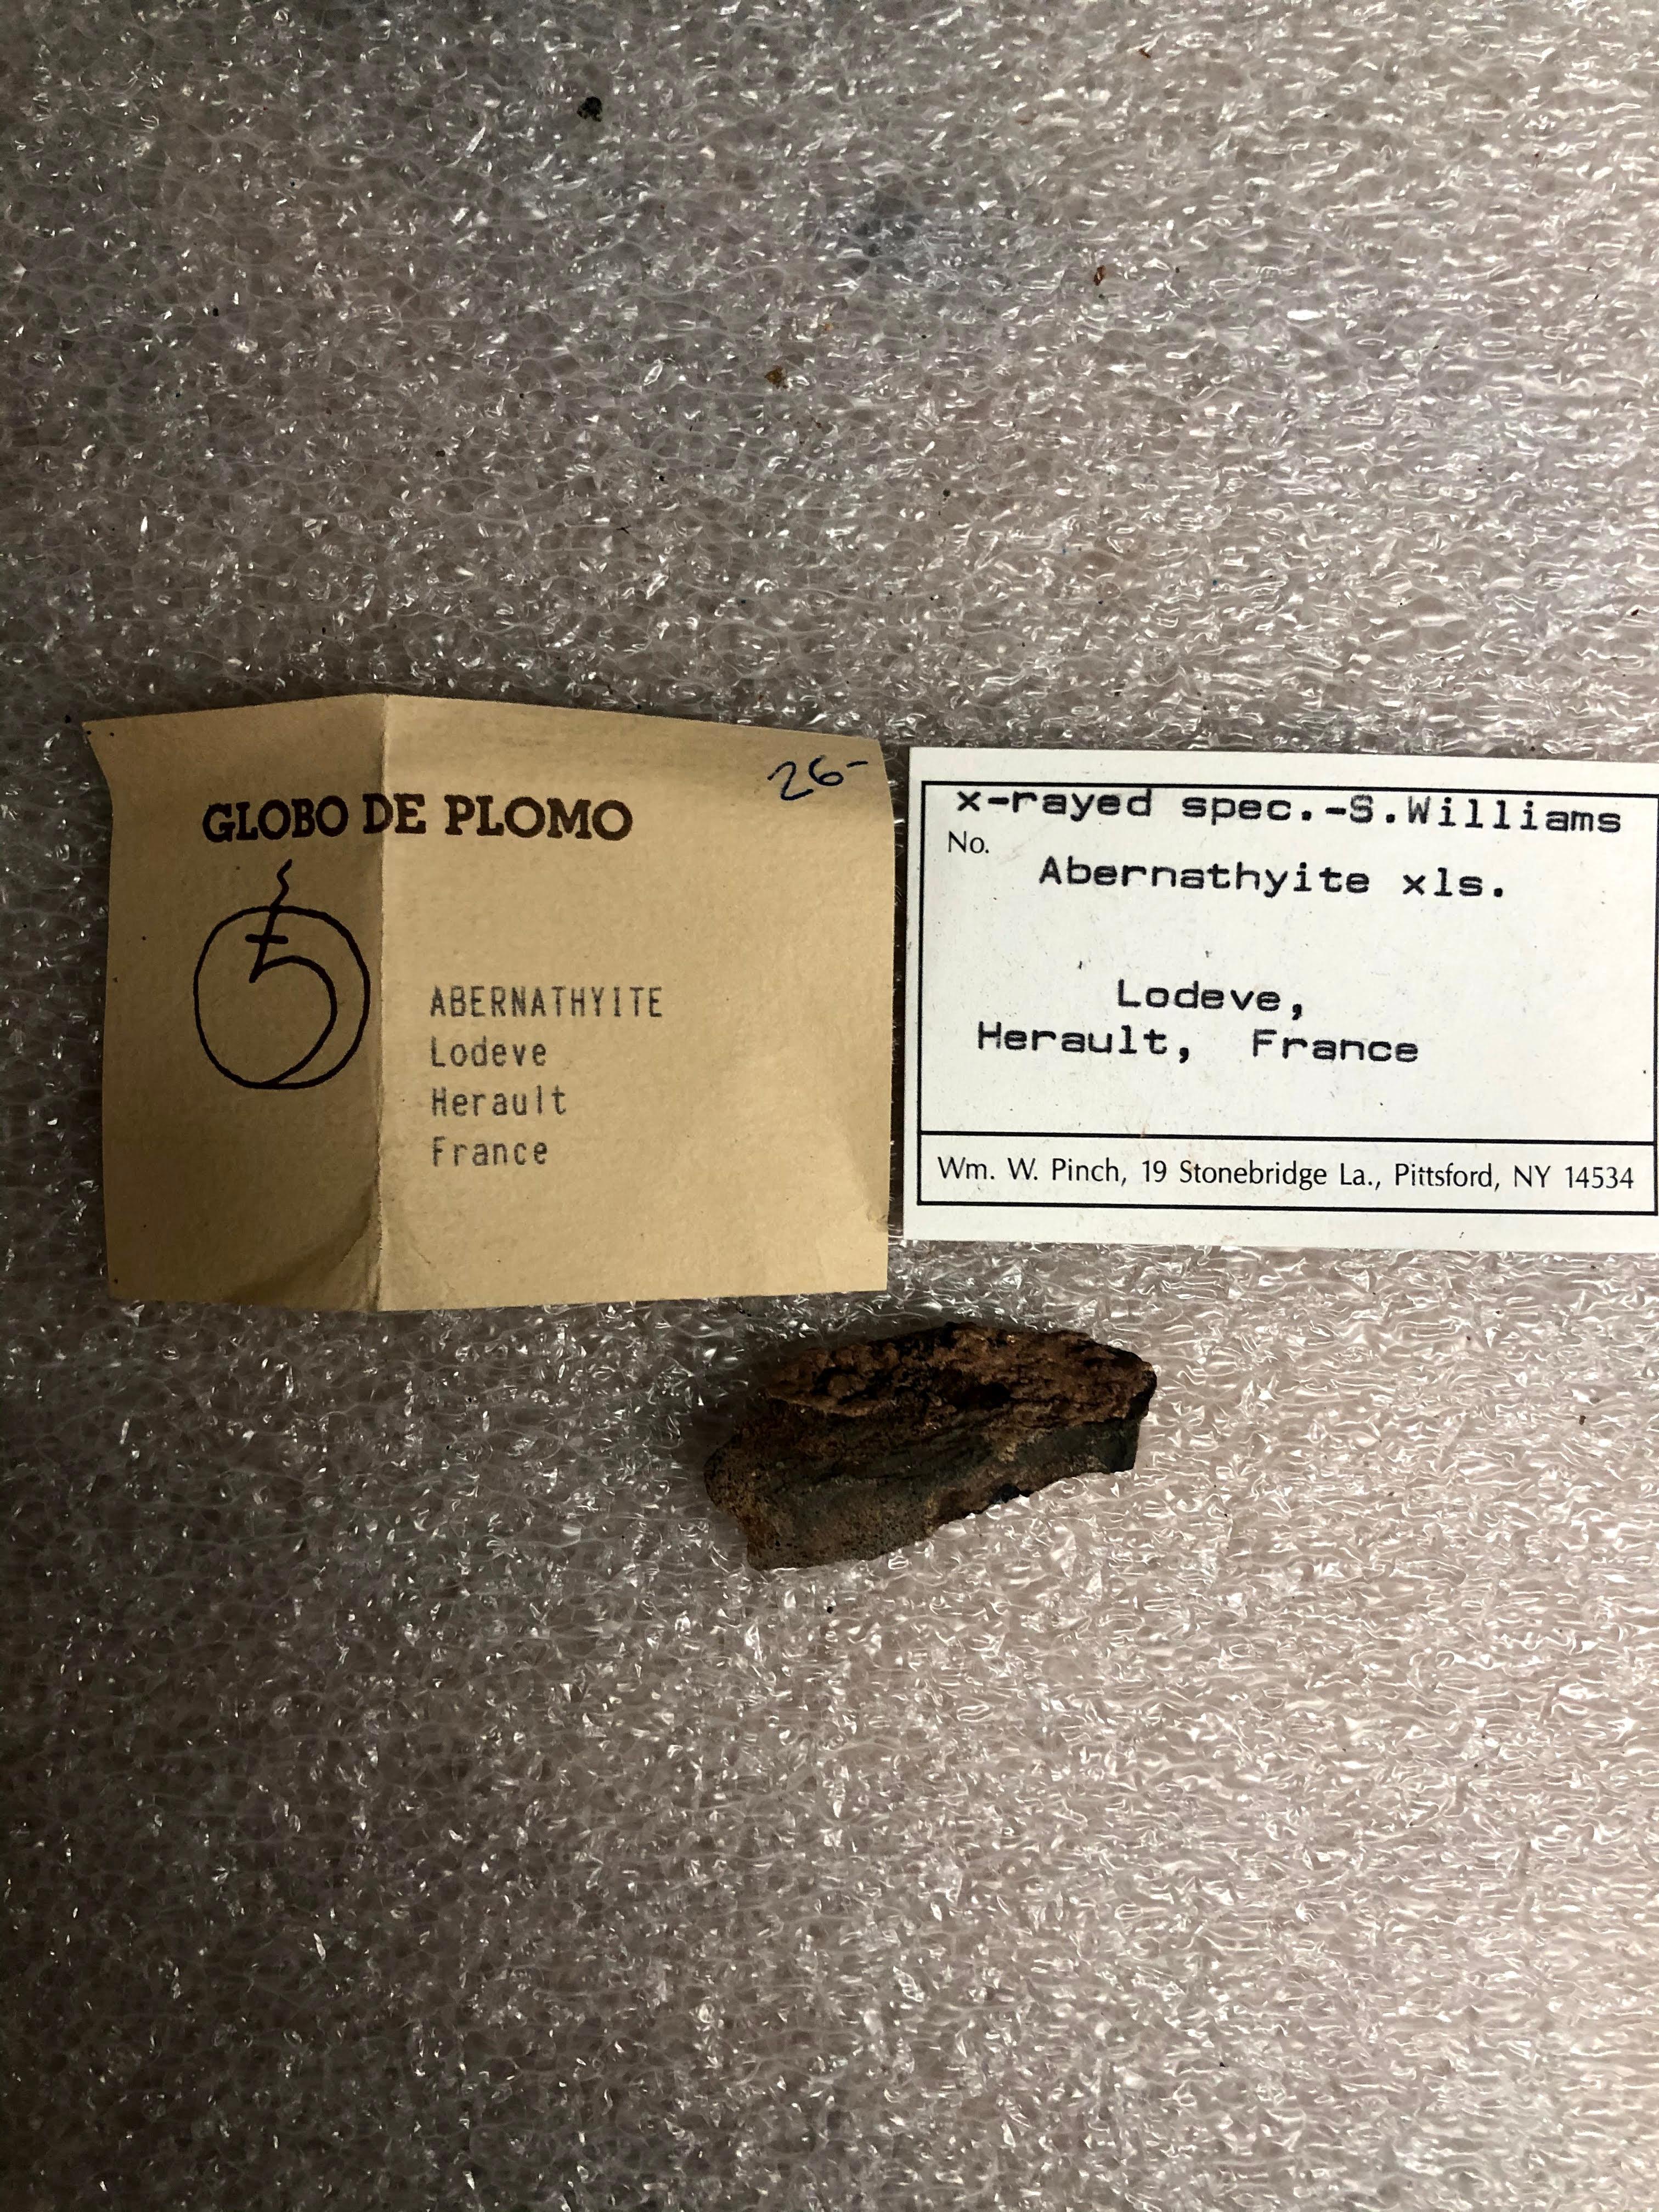 26-
GLOBO DE PLOMO
ABERNATHYITE
Lodeve
Herault
France
x-rayed spec.-S.Williams
No.
Abernathyite xls.
Lodeve,
Herault, France
Wm. W. Pinch, 19 Stonebridge La., Pittsford, NY 14534